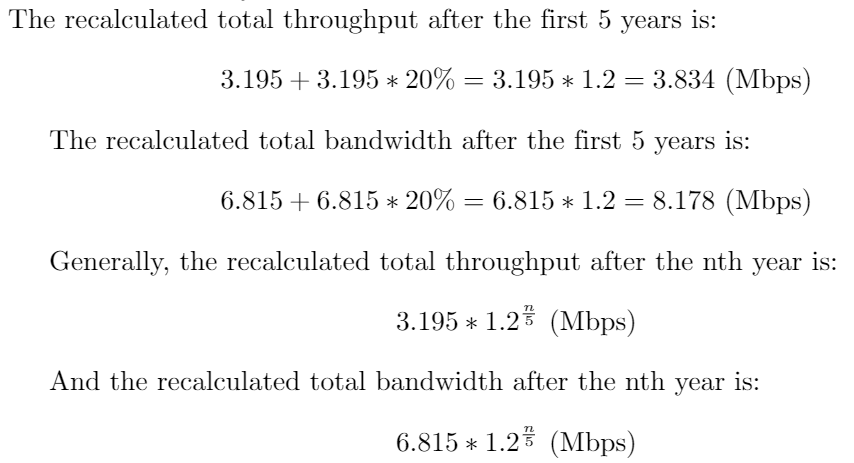 The recalculated total throughput after the first 5 years is:
3.195 + 3.195 ∗ 20% = 3.195 ∗ 1.2 = 3.834 (Mbps)
The recalculated total bandwidth after the first 5 years is:
6.815 + 6.815 ∗ 20% = 6.815 ∗ 1.2 = 8.178 (Mbps)
Generally, the recalculated total throughput after the nth year is:
3.195 ∗ 1.2^{\frac{n}{5}} (Mbps)
And the recalculated total bandwidth after the nth year is:
6.815 ∗ 1.2^{\frac{n}{5}} (Mbps)